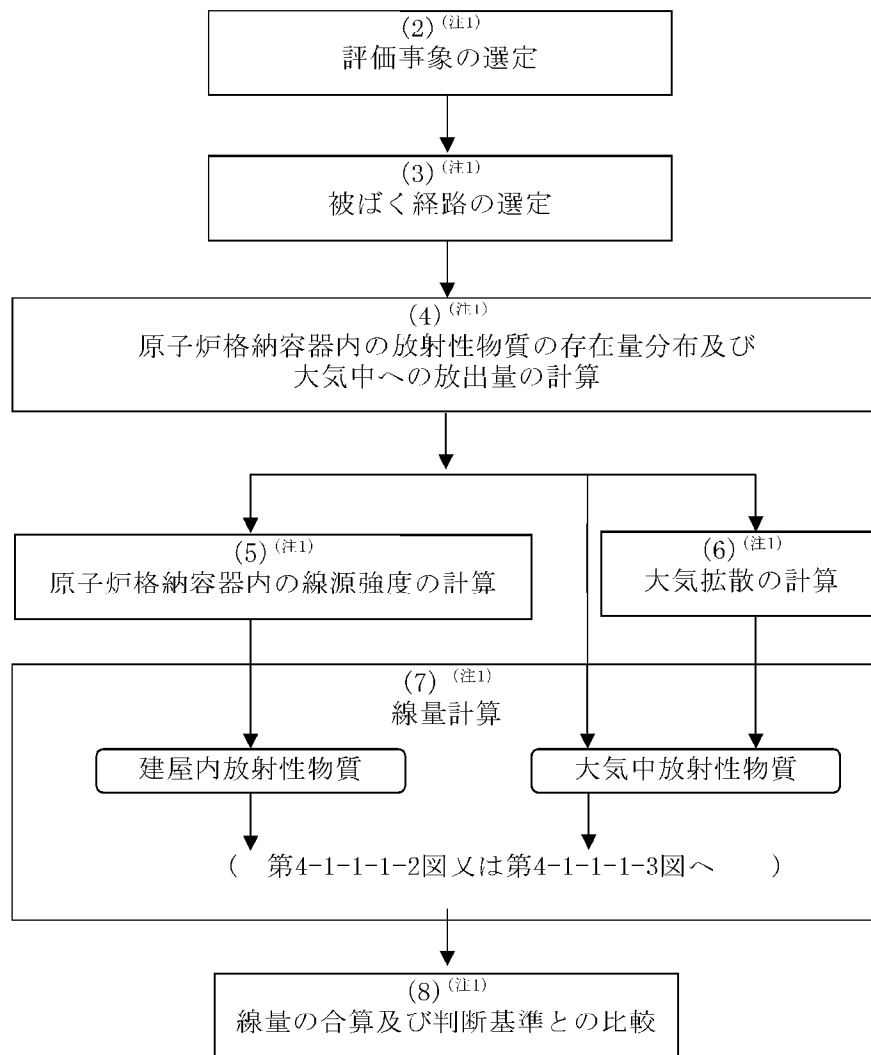 (2)(注1)
評価事象の選定
(3)(注1)
被ばく経路の選定
(4)(注1)
原子炉格納容器内の放射性物質の存在量分布及び
大気中への放出量の計算
(5)(注1)
原子炉格納容器内の線源強度の計算
(6)(注1)
大気拡散の計算
(7)(注1)
線量計算
建屋内放射性物質
大気中放射性物質
( 第4-1-1-1-2図又は第4-1-1-1-3図へ )
(8)(注1)
線量の合算及び判断基準との比較